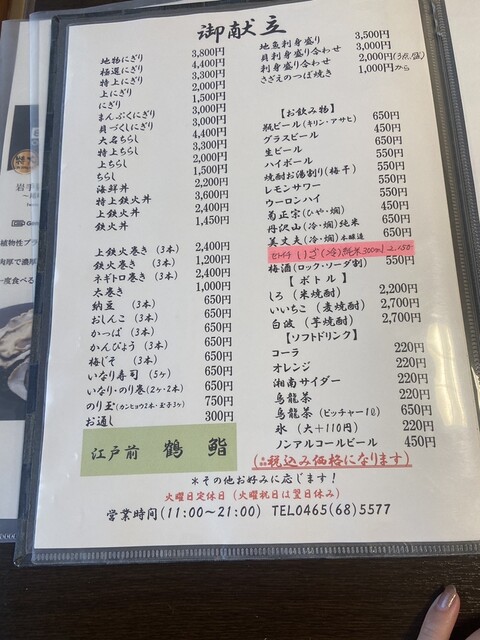 御献立
地物にぎり 3,800円
極選にぎり 4,400円
特上にぎり 3,300円
上にぎり 2,000円
にぎり 1,500円
まんぷくにぎり 3,000円
貝づくしにぎり 3,000円
大名ちらし 4,400円
特上ちらし 3,300円
上ちらし 2,000円
ちらし 1,500円
海鮮丼 2,200円
特上鉄火丼 3,600円
上鉄火丼 2,400円
鉄火丼 1,450円
上鉄火巻き (3本) 2,400円
鉄火巻き (3本) 1,200円
ネギトロ巻き (3本) 2,400円
太巻き 1,000円
納豆 (3本) 650円
おしんこ (3本) 650円
かっぱ (3本) 650円
かんぴょう (3本) 650円
梅じそ (3本) 650円
いなり寿司 (5ヶ) 650円
いなり・のり巻(2ヶ・2本) 650円
のり玉(カンピョウ2本・玉子3ヶ) 750円
お通し 300円
江戸前 鶴鮨
地魚刺身盛り 3,500円
貝刺身盛り合わせ 3,000円
刺身盛り合わせ 2,000円(3点盛)
さざえのつぼ焼き 1,000円から
【お飲み物】
瓶ビール(キリン・アサヒ) 650円
グラスビール 450円
生ビール 650円
ハイボール 550円
焼酎お湯割り(梅干) 550円
レモンサワー 550円
ウーロンハイ 550円
菊正宗(ひや・燗) 450円
丹沢山(冷・燗)純米 650円
美丈夫(冷・燗)本醸造 650円
(冷)純米300ml 2,150
梅酒(ロック・ソーダ割) 550円
【ボトル】
しろ (米焼酎) 2,200円
いいちこ (麦焼酎) 2,700円
白波 (芋焼酎) 2,700円
【ソフトドリンク】
コーラ 220円
オレンジ 220円
湘南サイダー 220円
烏龍茶 220円
烏龍茶(ピッチャー1ℓ) 650円
氷 (大+110円) 220円
ノンアルコールビール 450円
(税込み価格になります)
*その他お好みに応じます!
火曜日定休日(火曜祝日は翌日休み)
営業時間(11:00~21:00) TEL0465(68)5577